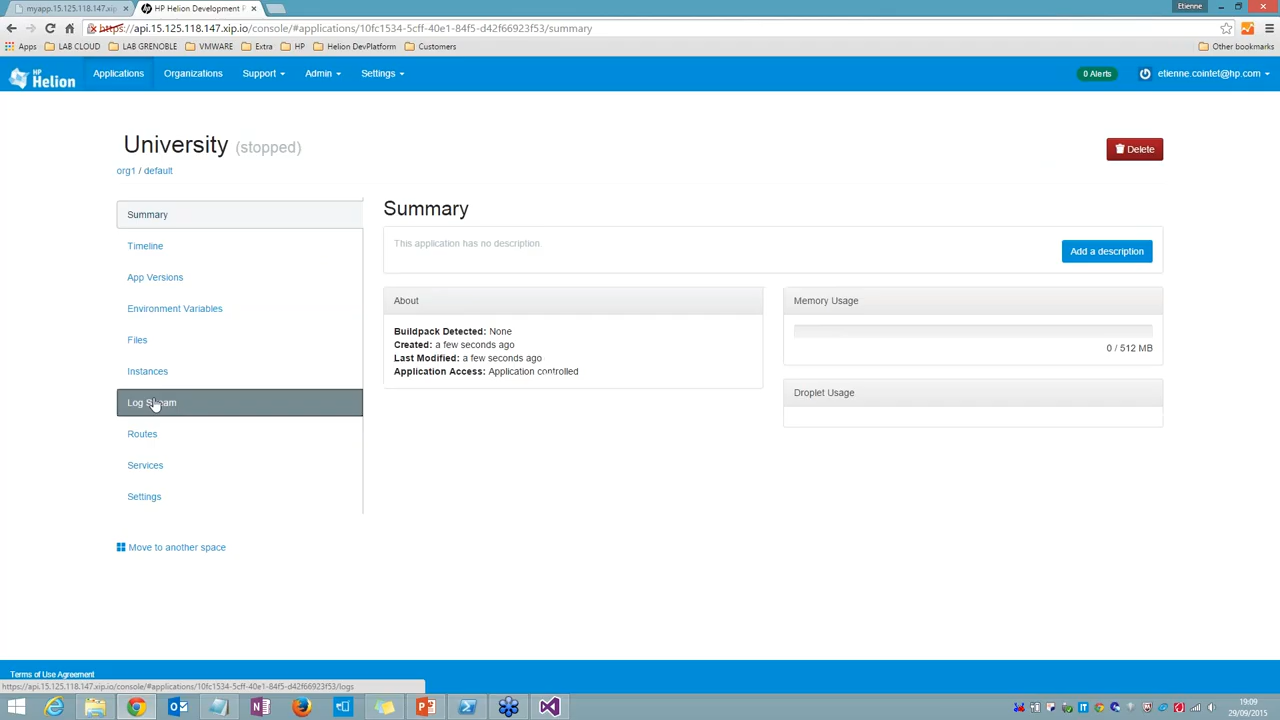 myapp.15.125.118.147.xip.io
HP Helion Development P
Etienne
https://api.15.125.118.147.xip.io/console/#applications/10fc1534-5cff-40e1-84f5-d42f66923f53/summary
Apps LAB CLOUD LAB GRENOBLE VMWARE Extra HP Helion DevPlatform Customers Other bookmarks
HP Helion
Applications Organizations Support Admin Settings 0 Alerts etienne.cointet@hp.com
University (stopped)
Delete
org1 / default
Summary
Timeline
App Versions
Environment Variables
Files
Instances
Log Stream
Routes
Services
Settings
Move to another space
Summary
This application has no description
Add a description
About
Buildpack Detected: None
Created: a few seconds ago
Last Modified: a few seconds ago
Application Access: Application controlled
Memory Usage
0 / 512 MB
Droplet Usage
Terms of Use Agreement
https://api.15.125.118.147.xip.io/console/#applications/10fc1534-5cff-40e1-84f5-d42f66923f53/logs
19:09
29/09/2015